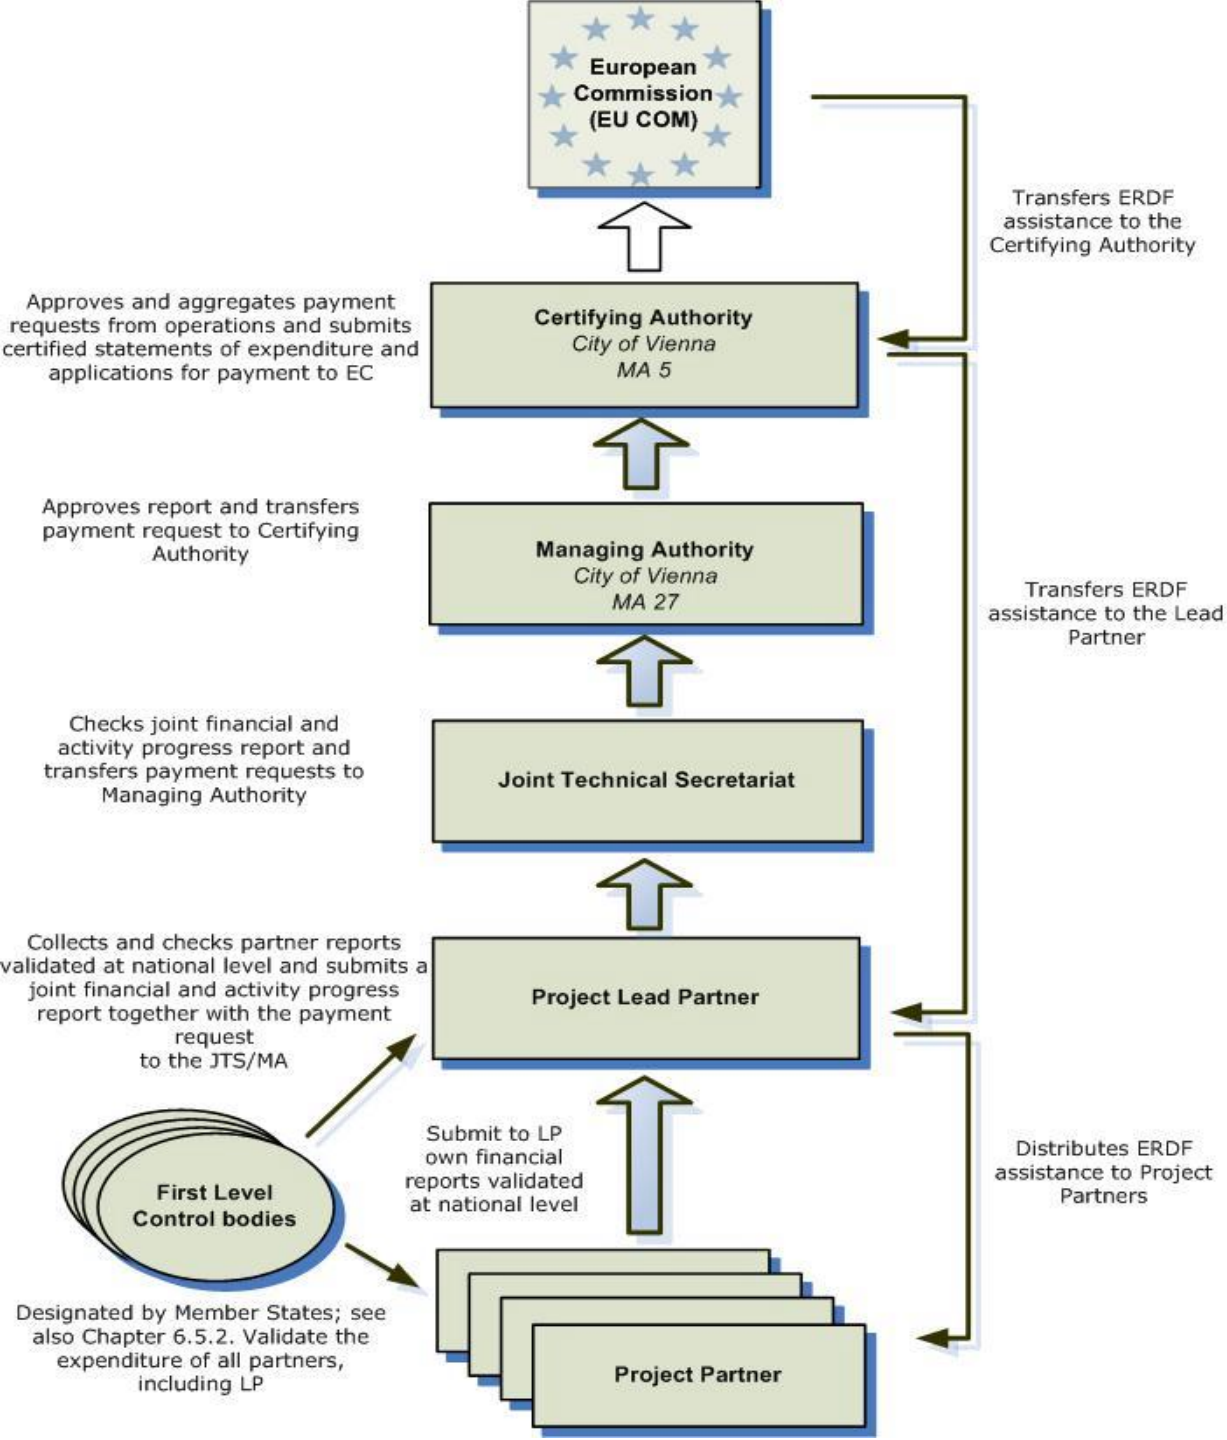 European
Commission
(EU COM)
Transfers ERDF
assistance to the
Certifying Authority
Approves and aggregates payment
requests from operations and submits
certified statements of expenditure and
applications for payment to EC
Certifying Authority
City of Vienna
MA 5
Approves report and transfers
payment request to Certifying
Authority
Managing Authority
City of Vienna
MA 27
Transfers ERDF
assistance to the Lead
Partner
Checks joint financial and
activity progress report and
transfers payment requests to
Managing Authority
Joint Technical Secretariat
Collects and checks partner reports
validated at national level and submits a
joint financial and activity progress
report together with the payment
request
to the JTS/MA
Project Lead Partner
Submit to LP
own financial
reports validated
at national level
Distributes ERDF
assistance to Project
Partners
First Level
Control bodies
Designated by Member States; see
also Chapter 6.5.2. Validate the
expenditure of all partners,
including LP
Project Partner